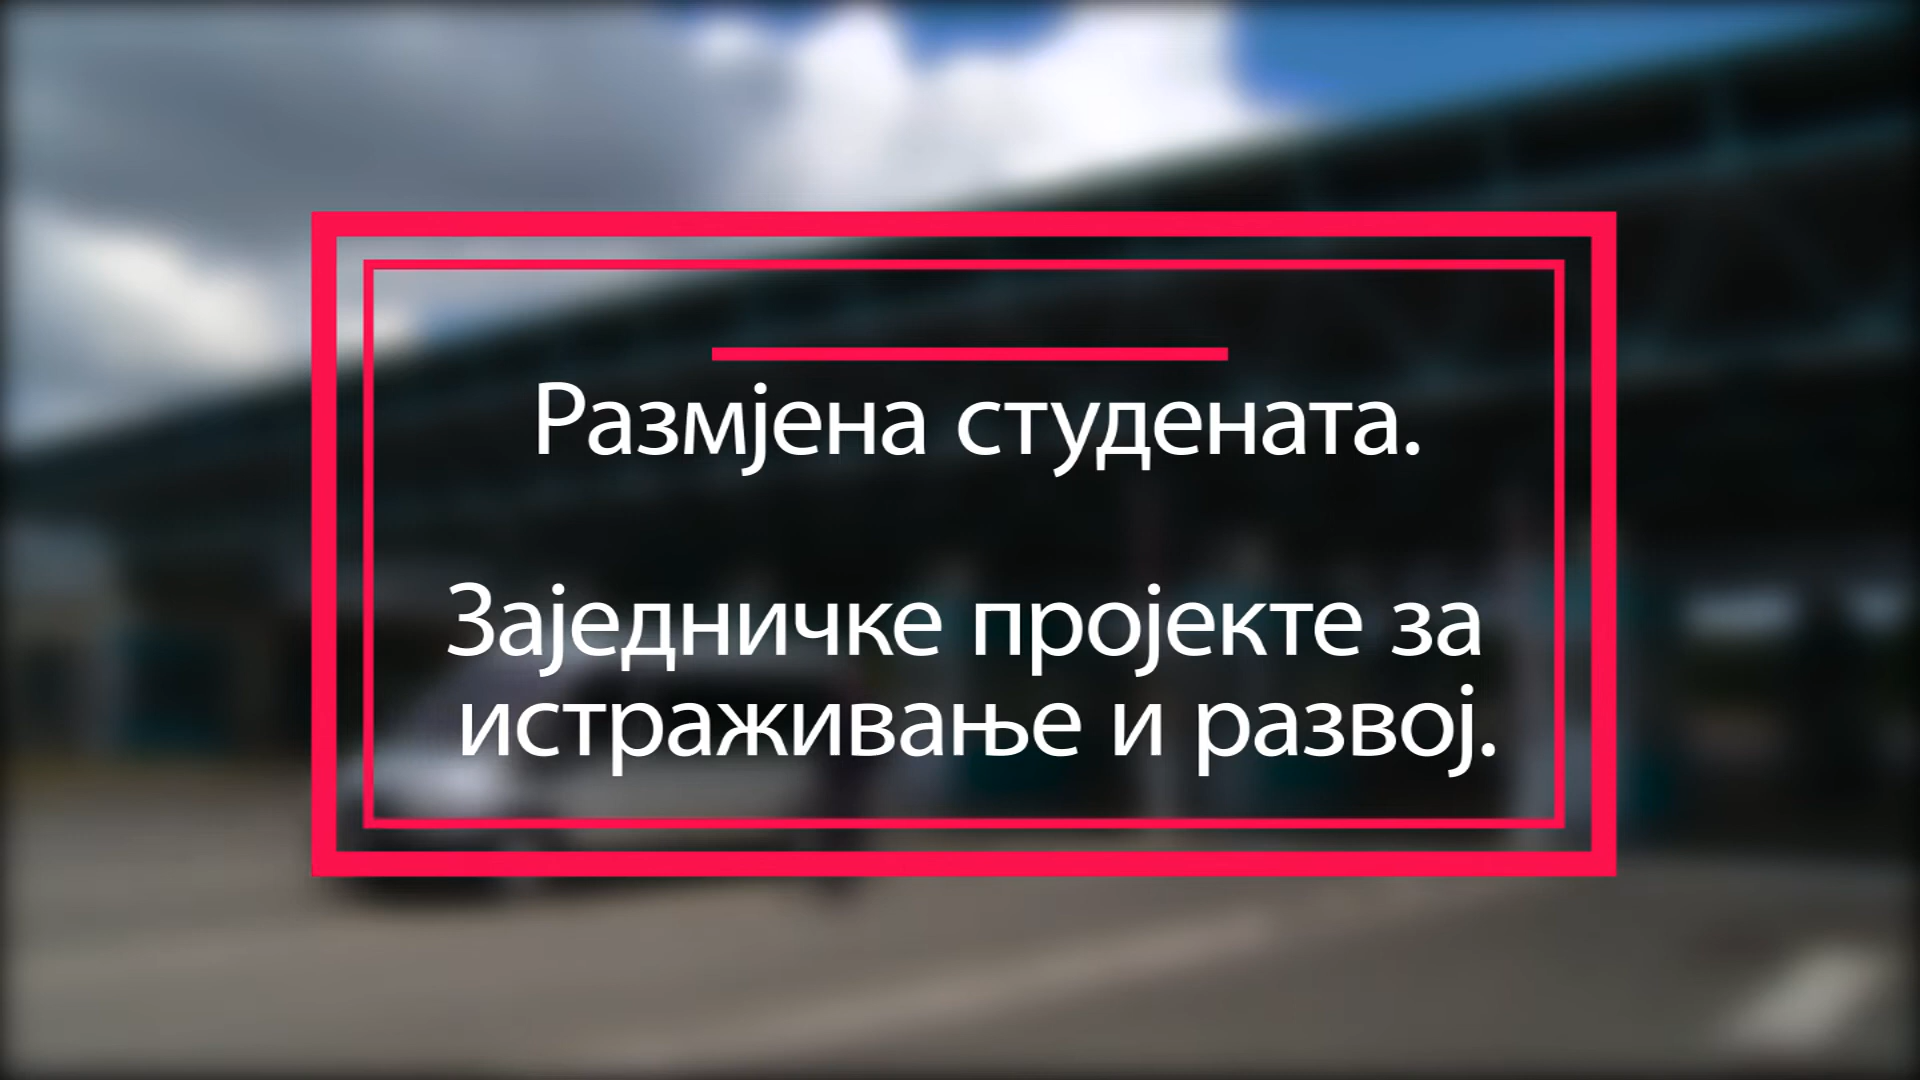 Размјена студената.
Заједничке пројекте за
истраживање и развој.